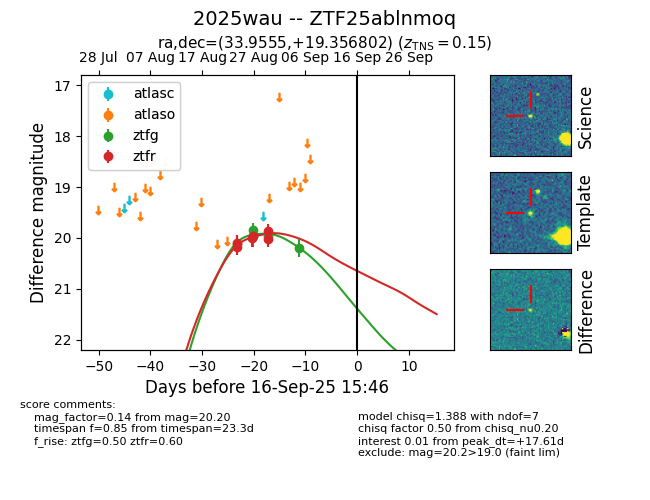 2025wau -- ZTF25ablnmoq
ra,dec=(33.9555,+19.356802) (z_TNS = 0.15)
28 Jul 07 Aug 17 Aug 27 Aug 06 Sep 16 Sep 26 Sep
17
18
19
20
21
22
Difference magnitude
atlasc
atlaso
ztfg
ztfr
−50 −40 −30 −20 −10 0 10
Days before 16-Sep-25 15:46
Science
Template
Difference
score comments:
mag_factor=0.14 from mag=20.20
timespan f=0.85 from timespan=23.3d
f_rise: ztfg=0.50 ztfr=0.60
model chisq=1.388 with ndof=7
chisq factor 0.50 from chisq_nu0.20
interest 0.01 from peak_dt=+17.61d
exclude: mag=20.2>19.0 (faint lim)